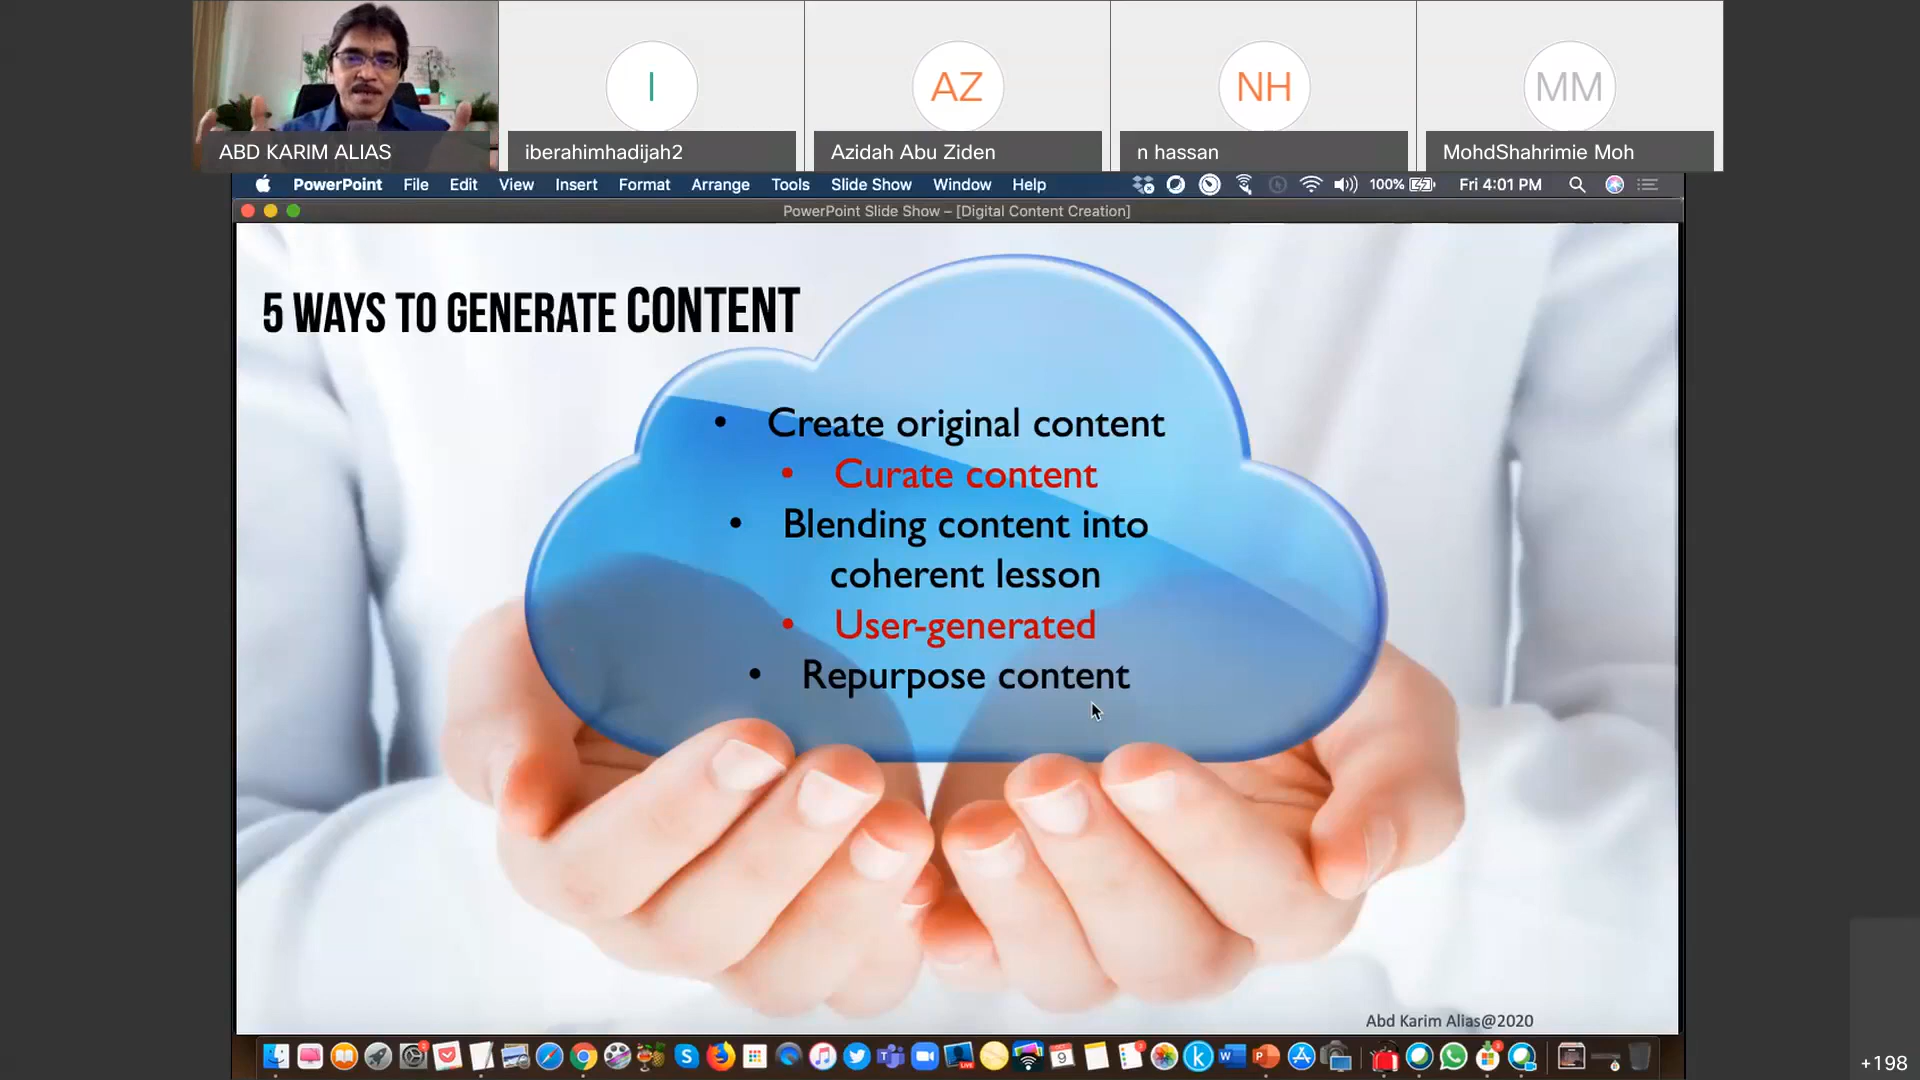 I
AZ
NH
MM
ABD KARIM ALIAS
iberahimhadijah2
Azidah Abu Ziden
n hassan
MohdShahrimie Moh
PowerPoint File Edit View Insert Format Arrange Tools Slide Show Window Help 100% Fri 4:01 PM
PowerPoint Slide Show – [Digital Content Creation]
5 WAYS TO GENERATE CONTENT
• Create original content
• Curate content
• Blending content into
coherent lesson
• User-generated
• Repurpose content
Abd Karim Alias@2020
+198